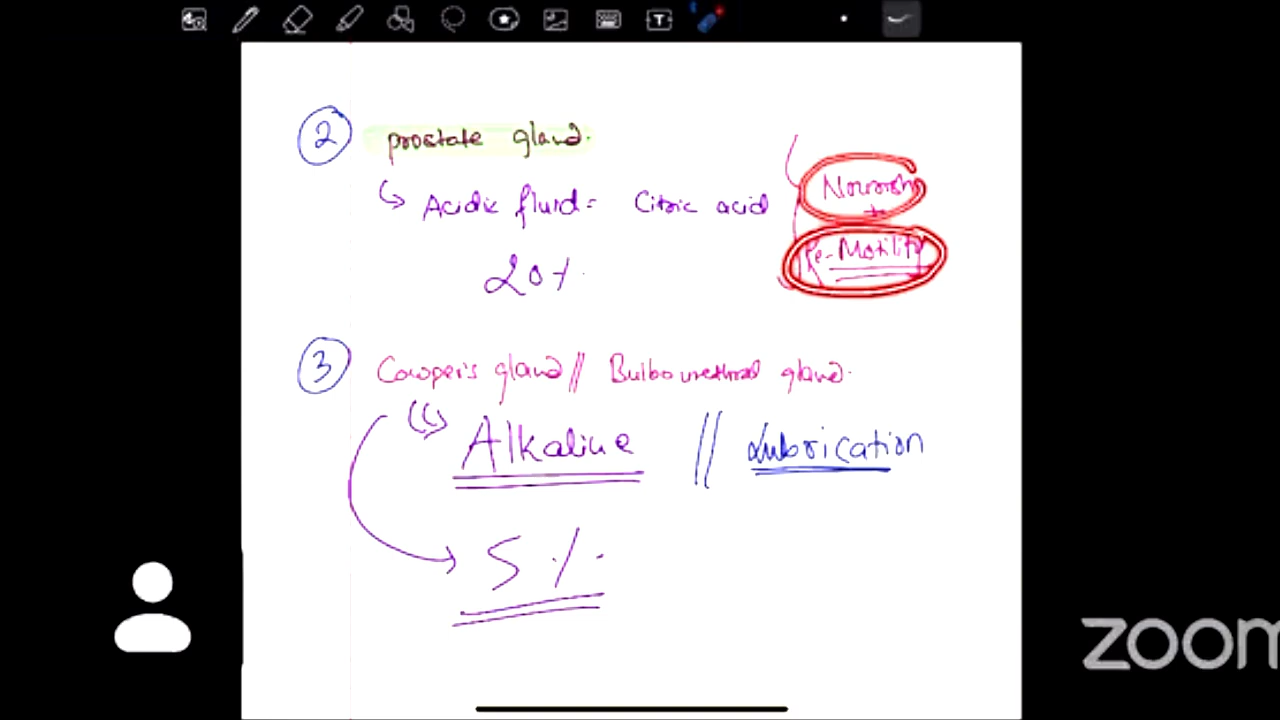 2 prostate gland.
↳ Acidic fluid = Citric acid
Nourish
+
Motility
20%
3 Cowper's gland // Bulbourethral gland.
Alkaline // Lubrication
5 %
zoom